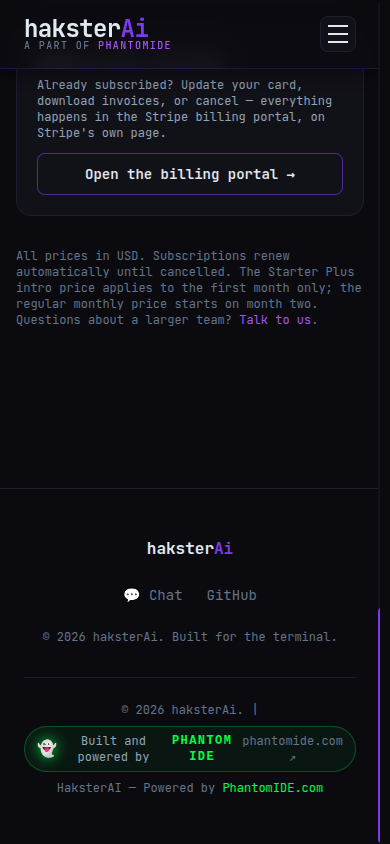 haksterAi
A PART OF PHANTOMIDE
Already subscribed? Update your card,
download invoices, or cancel — everything
happens in the Stripe billing portal, on
Stripe's own page.
Open the billing portal →
All prices in USD. Subscriptions renew
automatically until cancelled. The Starter Plus
intro price applies to the first month only; the
regular monthly price starts on month two.
Questions about a larger team? Talk to us.
haksterAi
💬 Chat GitHub
© 2026 haksterAi. Built for the terminal.
© 2026 haksterAi. |
👻 Built and powered by PHANTOMIDE phantomide.com ↗
HaksterAI — Powered by PhantomIDE.com